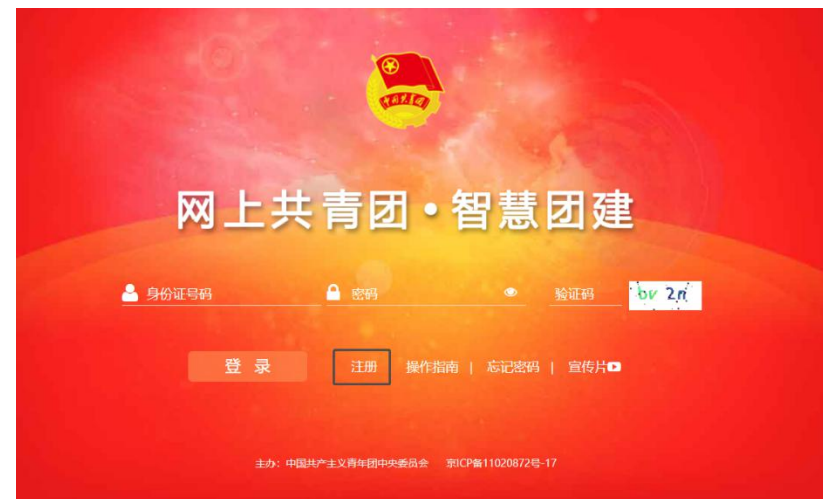 中国共青团
网上共青团·智慧团建
身份证号码 密码 验证码 bv 2n
登 录 注册 操作指南 | 忘记密码 | 宣传片
主办：中国共产主义青年团中央委员会 京ICP备11020872号-17